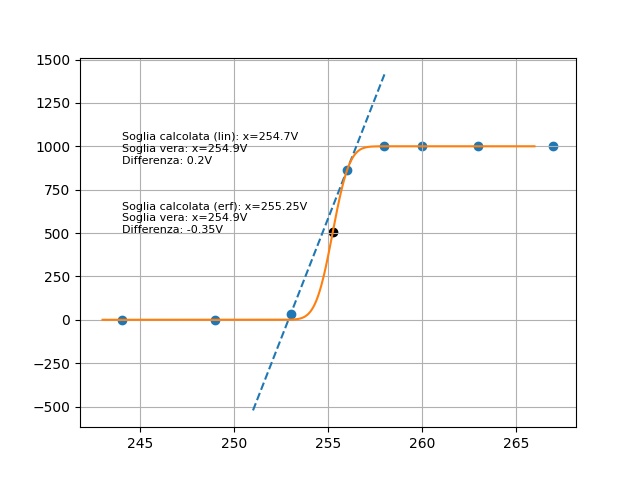 1500
1250
1000
750
500
250
0
−250
−500
Soglia calcolata (lin): x=254.7V
Soglia vera: x=254.9V
Differenza: 0.2V
Soglia calcolata (erf): x=255.25V
Soglia vera: x=254.9V
Differenza: -0.35V
245 250 255 260 265